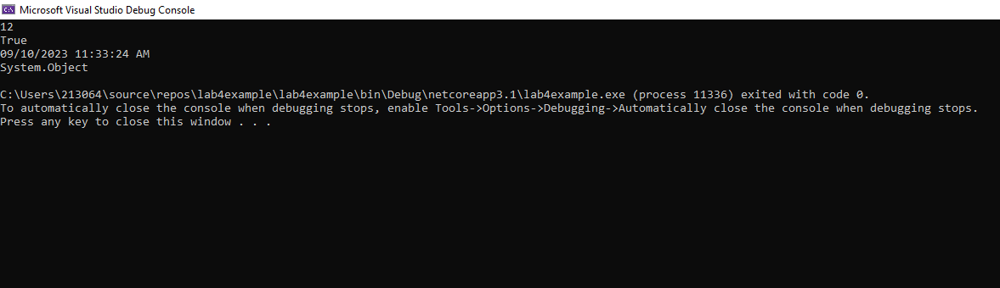 C:\ Microsoft Visual Studio Debug Console
12
True
09/10/2023 11:33:24 AM
System.Object
C:\Users\213064\source\repos\lab4example\lab4example\bin\Debug\netcoreapp3.1\lab4example.exe (process 11336) exited with code 0.
To automatically close the console when debugging stops, enable Tools->Options->Debugging->Automatically close the console when debugging stops.
Press any key to close this window . . .